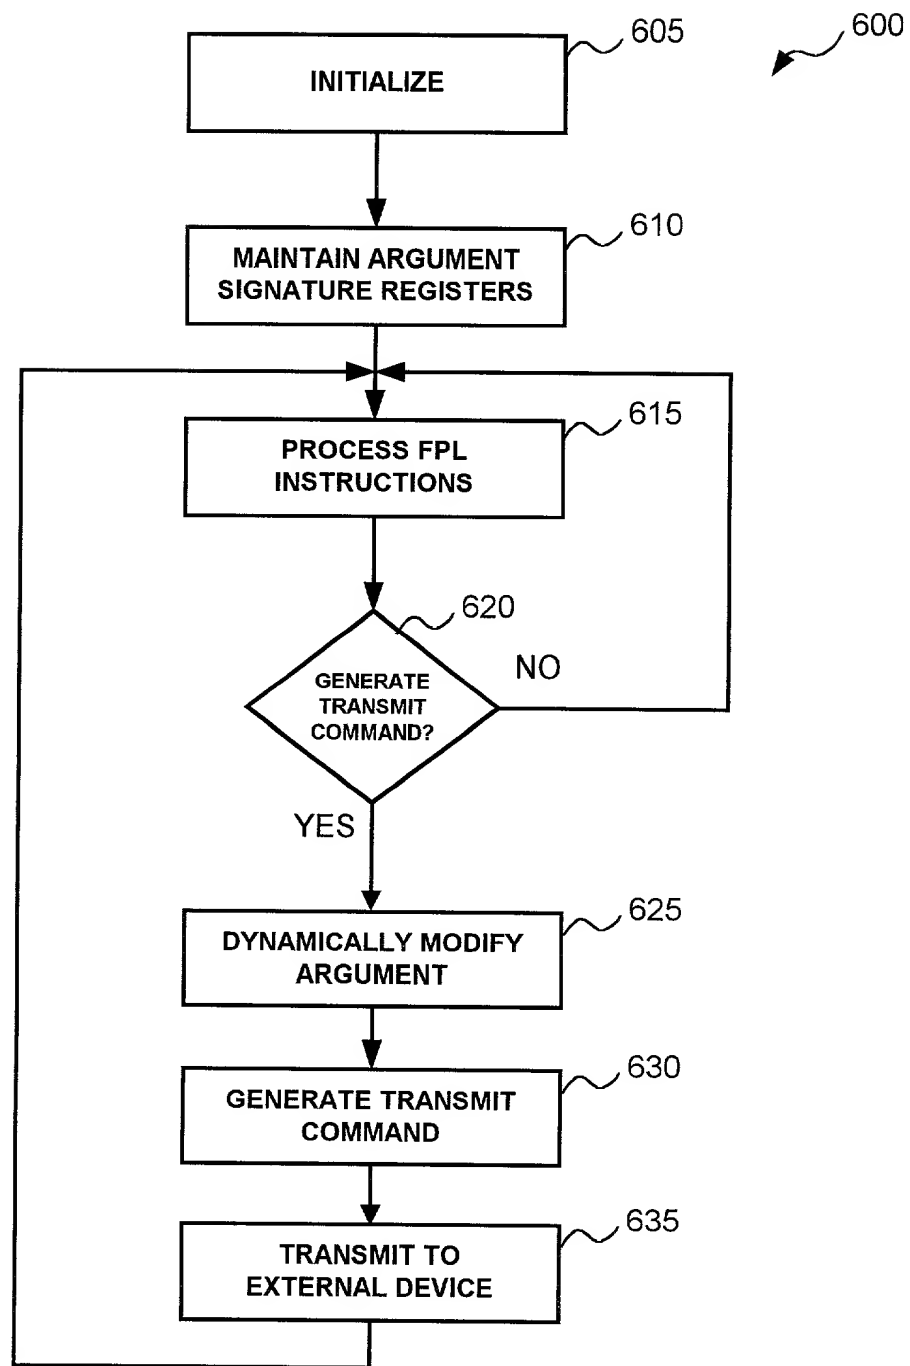 605
600
INITIALIZE
610
MAINTAIN ARGUMENT
SIGNATURE REGISTERS
615
PROCESS FPL
INSTRUCTIONS
620
NO
GENERATE
TRANSMIT
COMMAND?
YES
625
DYNAMICALLY MODIFY
ARGUMENT
630
GENERATE TRANSMIT
COMMAND
635
TRANSMIT TO
EXTERNAL DEVICE